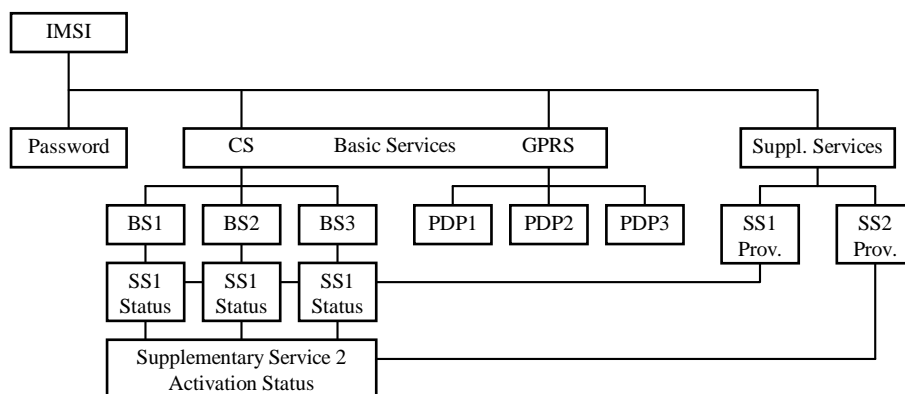 IMSI
Password
CS Basic Services GPRS
Suppl. Services
BS1
BS2
BS3
PDP1
PDP2
PDP3
SS1
Prov.
SS2
Prov.
SS1
Status
SS1
Status
SS1
Status
Supplementary Service 2
Activation Status